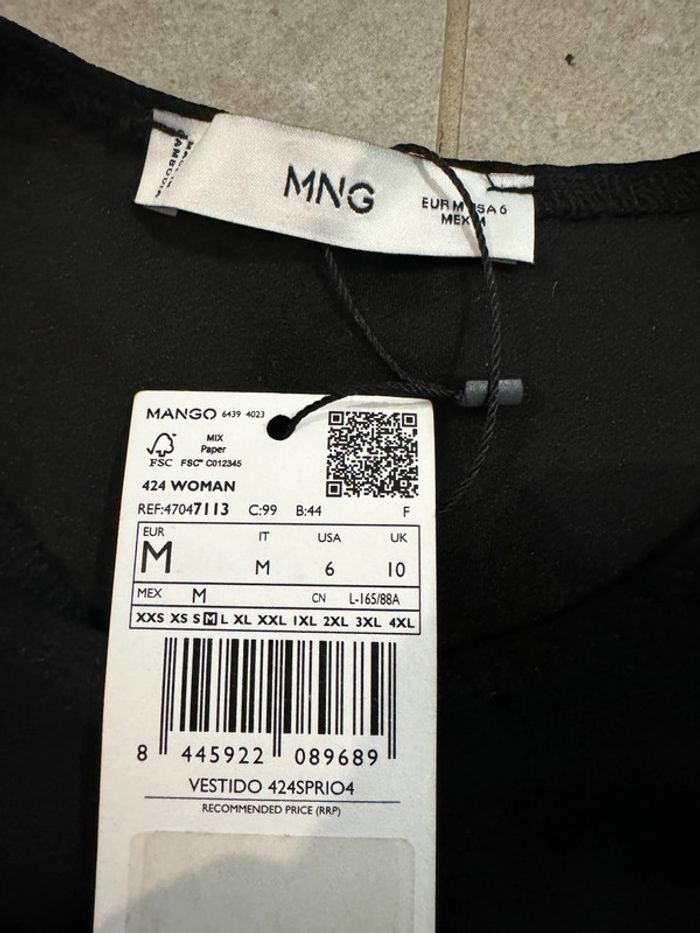 MNG
EUR M USA 6
MEX M
MANGO 6439 4023
MIX
Paper
FSC FSC™ C012345
424 WOMAN
REF:47047113 C:99 B:44 F
EUR IT USA UK
M M 6 10
MEX M CN L-165/88A
XXS XS S M L XL XXL 1XL 2XL 3XL 4XL
8 445922 089689
VESTIDO 424SPRIO4
RECOMMENDED PRICE (RRP)